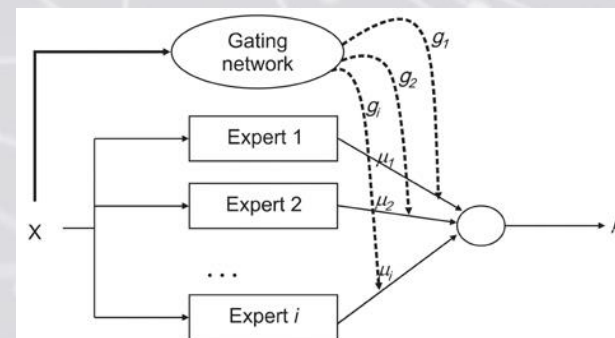 Gating
network
g₁
g₂
gᵢ
Expert 1
μ₁
X
Expert 2
μ₂
...
μᵢ
Expert i